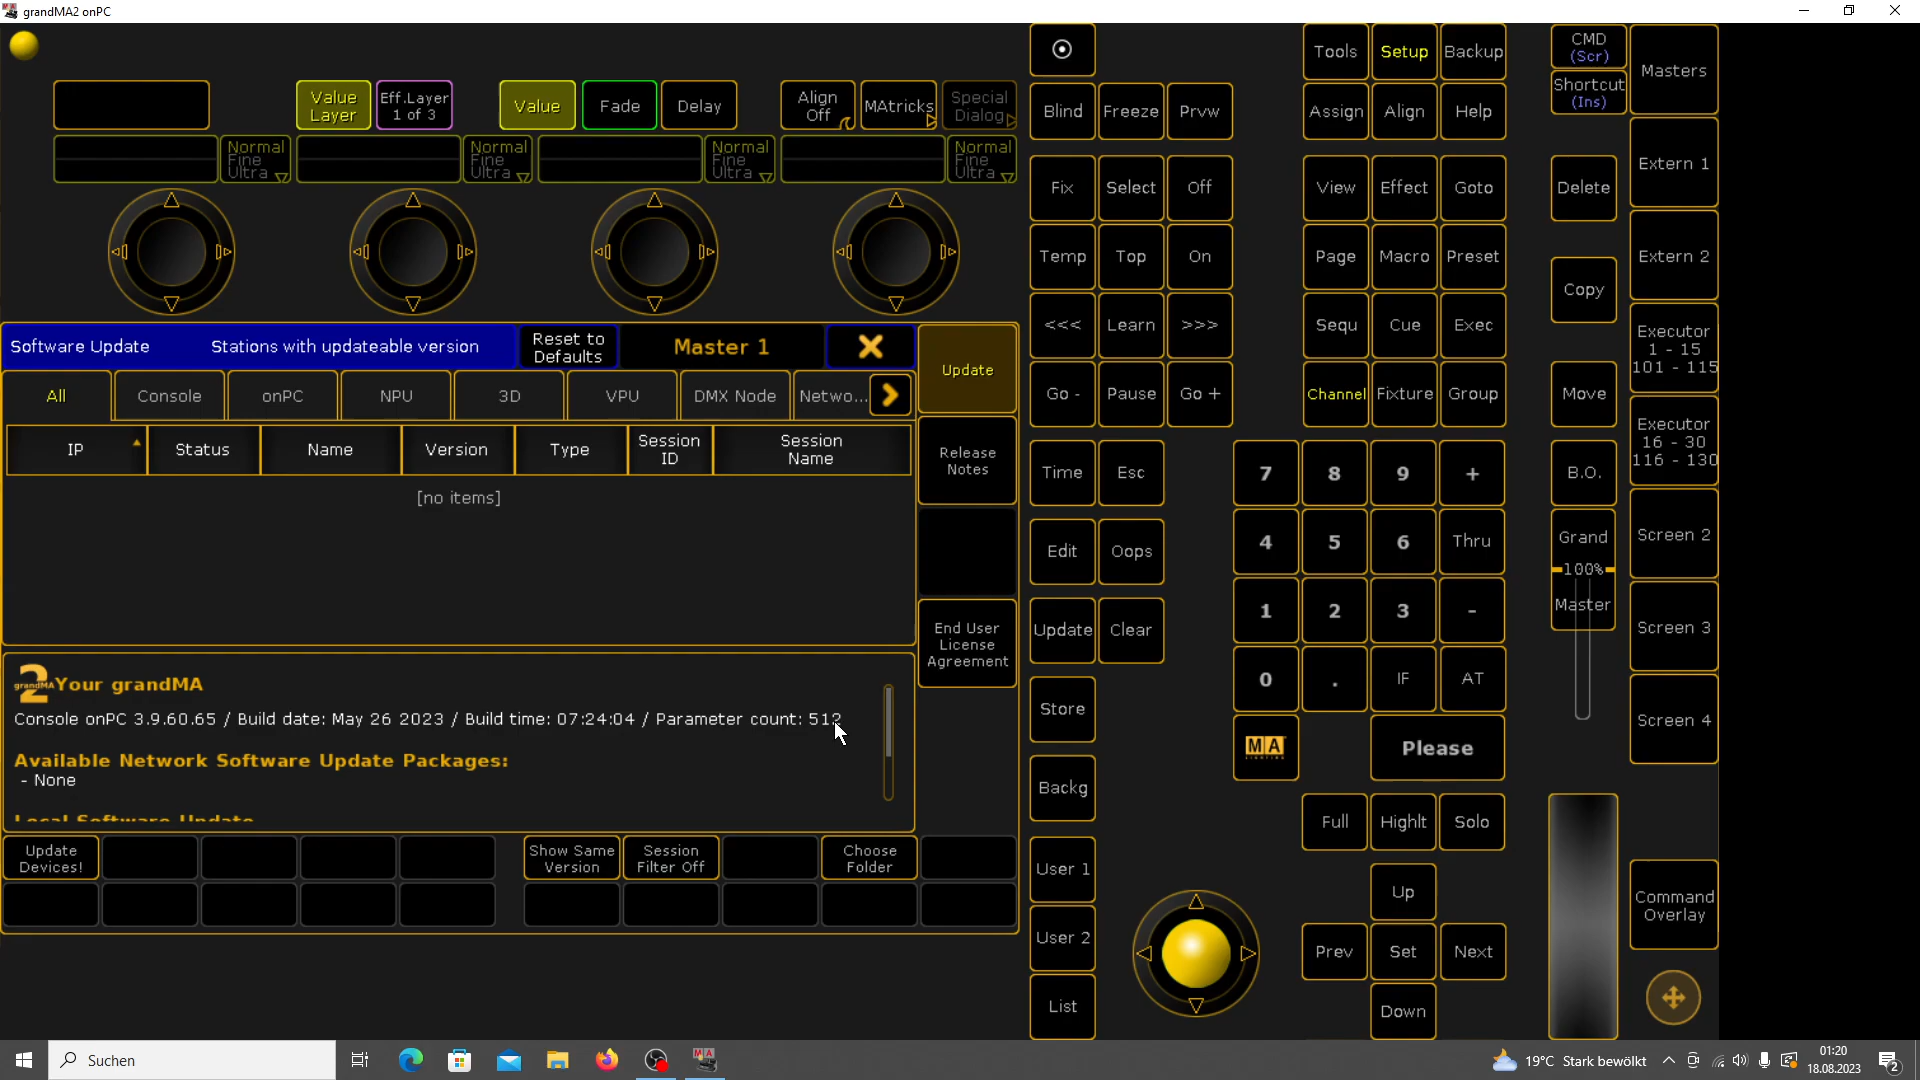 grandMA2 onPC
Value Layer
Eff.Layer 1 of 3
Value
Fade
Delay
Align Off
MAtricks
Special Dialog
Normal Fine Ultra
Normal Fine Ultra
Normal Fine Ultra
Normal Fine Ultra
Software Update
Stations with updateable version
Reset to Defaults
Master 1
Update
All
Console
onPC
NPU
3D
VPU
DMX Node
Netwo...
IP
Status
Name
Version
Type
Session ID
Session Name
[no items]
Release Notes
End User License Agreement
2
grandMA
Your grandMA
Console onPC 3.9.60.65 / Build date: May 26 2023 / Build time: 07:24:04 / Parameter count: 512
Available Network Software Update Packages:
- None
Local Software Update
Update Devices!
Show Same Version
Session Filter Off
Choose Folder
Tools
Setup
Backup
Blind
Freeze
Prvw
Assign
Align
Help
Fix
Select
Off
View
Effect
Goto
Temp
Top
On
Page
Macro
Preset
<<<
Learn
>>>
Sequ
Cue
Exec
Go -
Pause
Go +
Channel
Fixture
Group
Time
Esc
7
8
9
+
Edit
Oops
4
5
6
Thru
Update
Clear
1
2
3
-
0
.
IF
AT
Store
MA
LIGHTING
Please
Backg
Full
Highlt
Solo
User 1
Up
User 2
Prev
Set
Next
List
Down
CMD (Scr)
Shortcut (Ins)
Delete
Copy
Move
B.O.
Grand
100%
Master
Masters
Extern 1
Extern 2
Executor
1 - 15
101 - 115
Executor
16 - 30
116 - 130
Screen 2
Screen 3
Screen 4
Command Overlay
Suchen
MA
19°C Stark bewölkt
01:20
18.08.2023
2